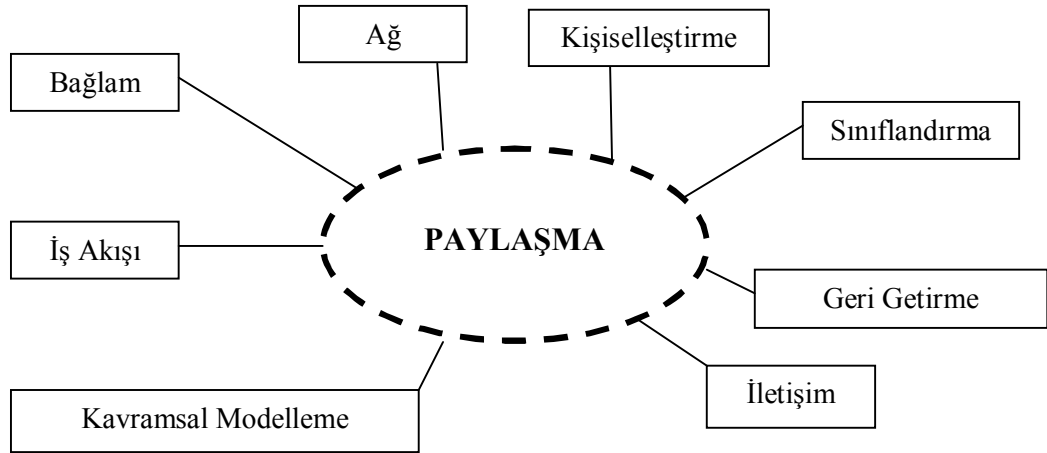 Ağ
Kişiselleştirme
Bağlam
Sınıflandırma
PAYLAŞMA
İş Akışı
Geri Getirme
İletişim
Kavramsal Modelleme